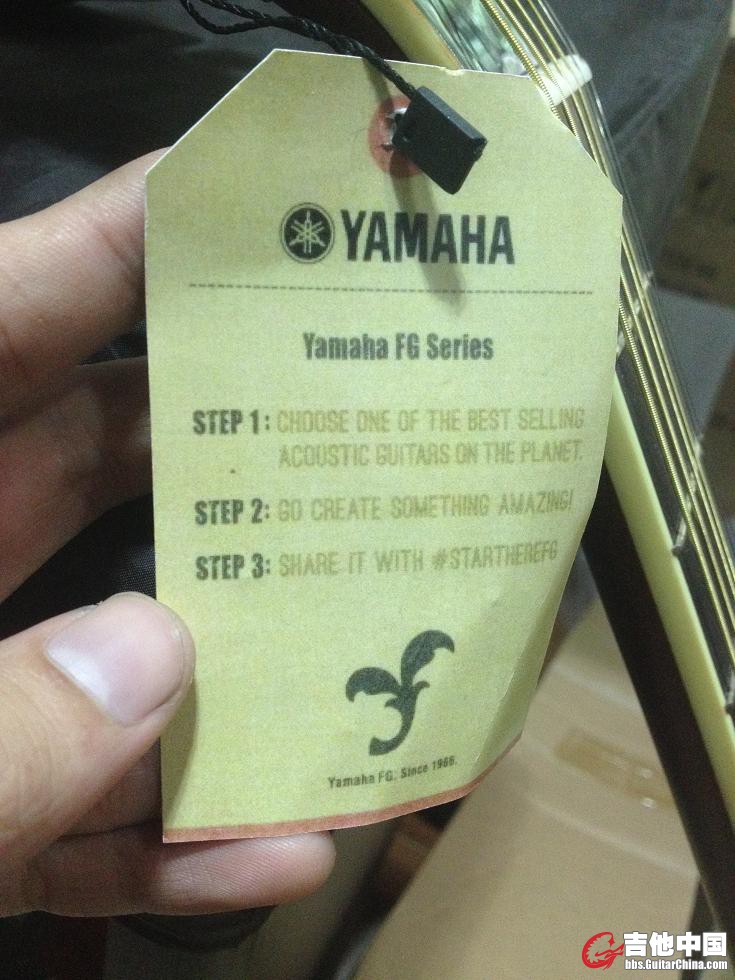 YAMAHA
Yamaha FG Series
STEP 1: CHOOSE ONE OF THE BEST SELLING
ACOUSTIC GUITARS ON THE PLANET.
STEP 2: GO CREATE SOMETHING AMAZING!
STEP 3: SHARE IT WITH #STARTHEREFG
Yamaha FG. Since 1966.
吉他中国
bbs.GuitarChina.com